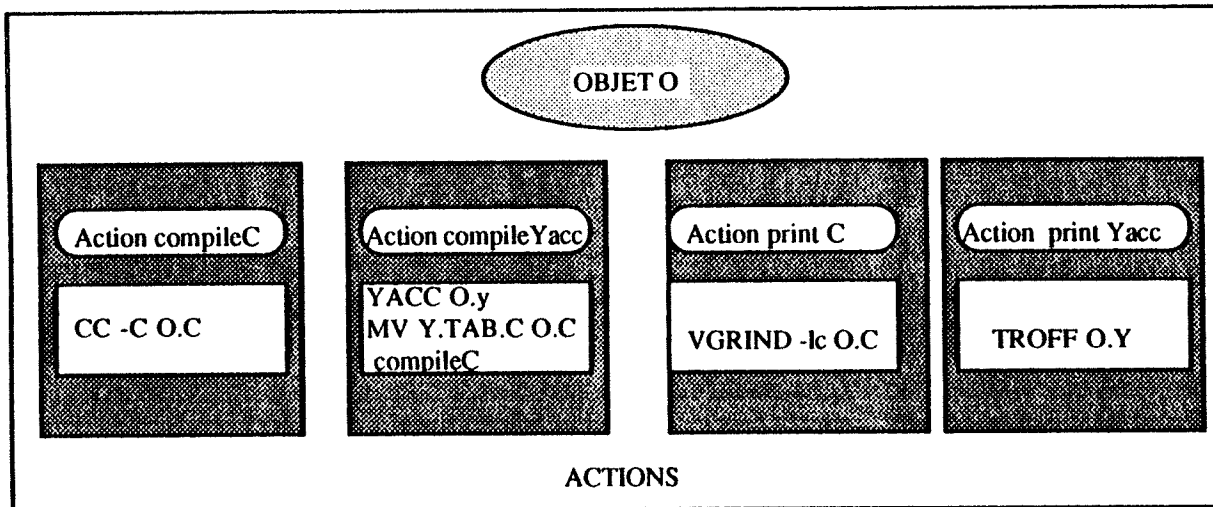 OBJET O
Action compileC
CC -C O.C
Action compileYacc
YACC O.y
MV Y.TAB.C O.C
compileC
Action print C
VGRIND -lc O.C
Action print Yacc
TROFF O.Y
ACTIONS